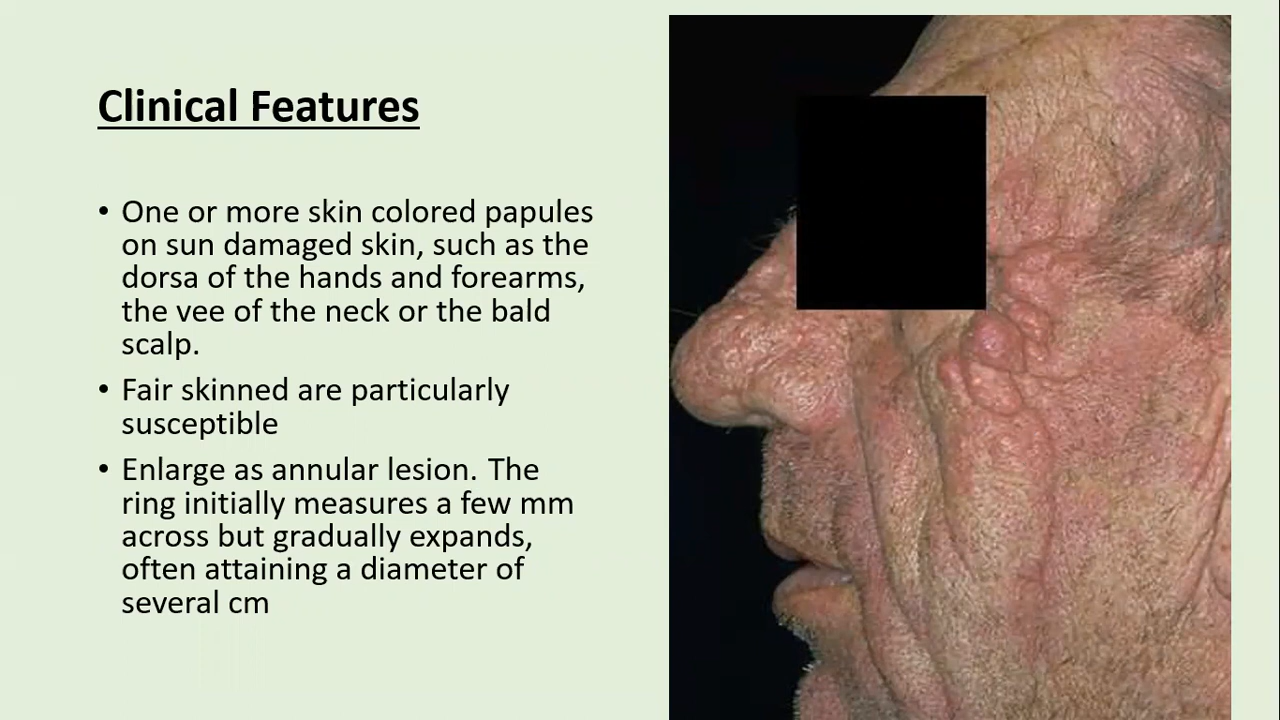 Clinical Features
• One or more skin colored papules
on sun damaged skin, such as the
dorsa of the hands and forearms,
the vee of the neck or the bald
scalp.
• Fair skinned are particularly
susceptible
• Enlarge as annular lesion. The
ring initially measures a few mm
across but gradually expands,
often attaining a diameter of
several cm